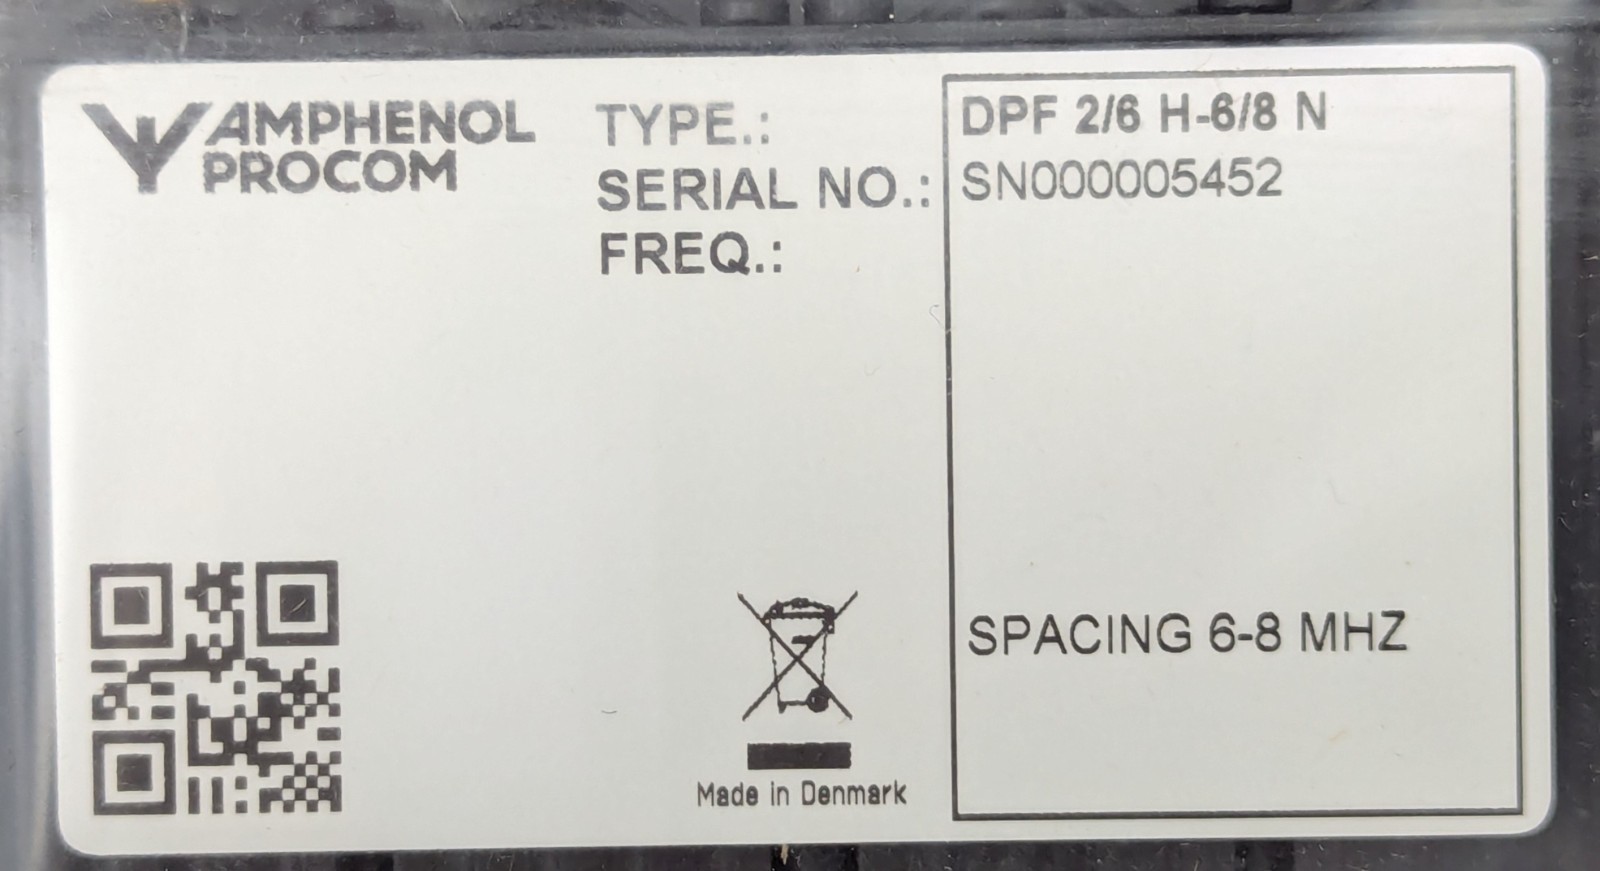 AMPHENOL
PROCOM
TYPE.: DPF 2/6 H-6/8 N
SERIAL NO.: SN000005452
FREQ.:
SPACING 6-8 MHZ
Made in Denmark